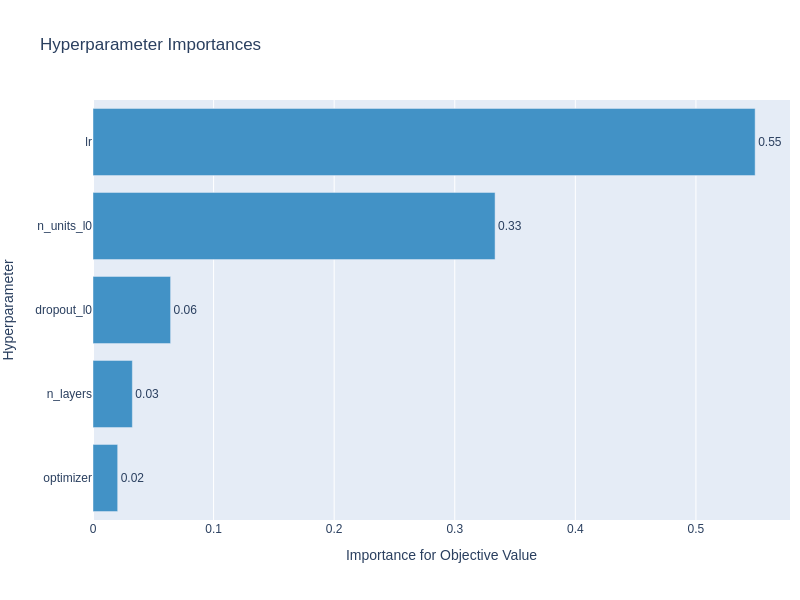 Hyperparameter Importances
Hyperparameter
lr
0.55
n_units_l0
0.33
dropout_l0
0.06
n_layers
0.03
optimizer
0.02
0 0.1 0.2 0.3 0.4 0.5
Importance for Objective Value